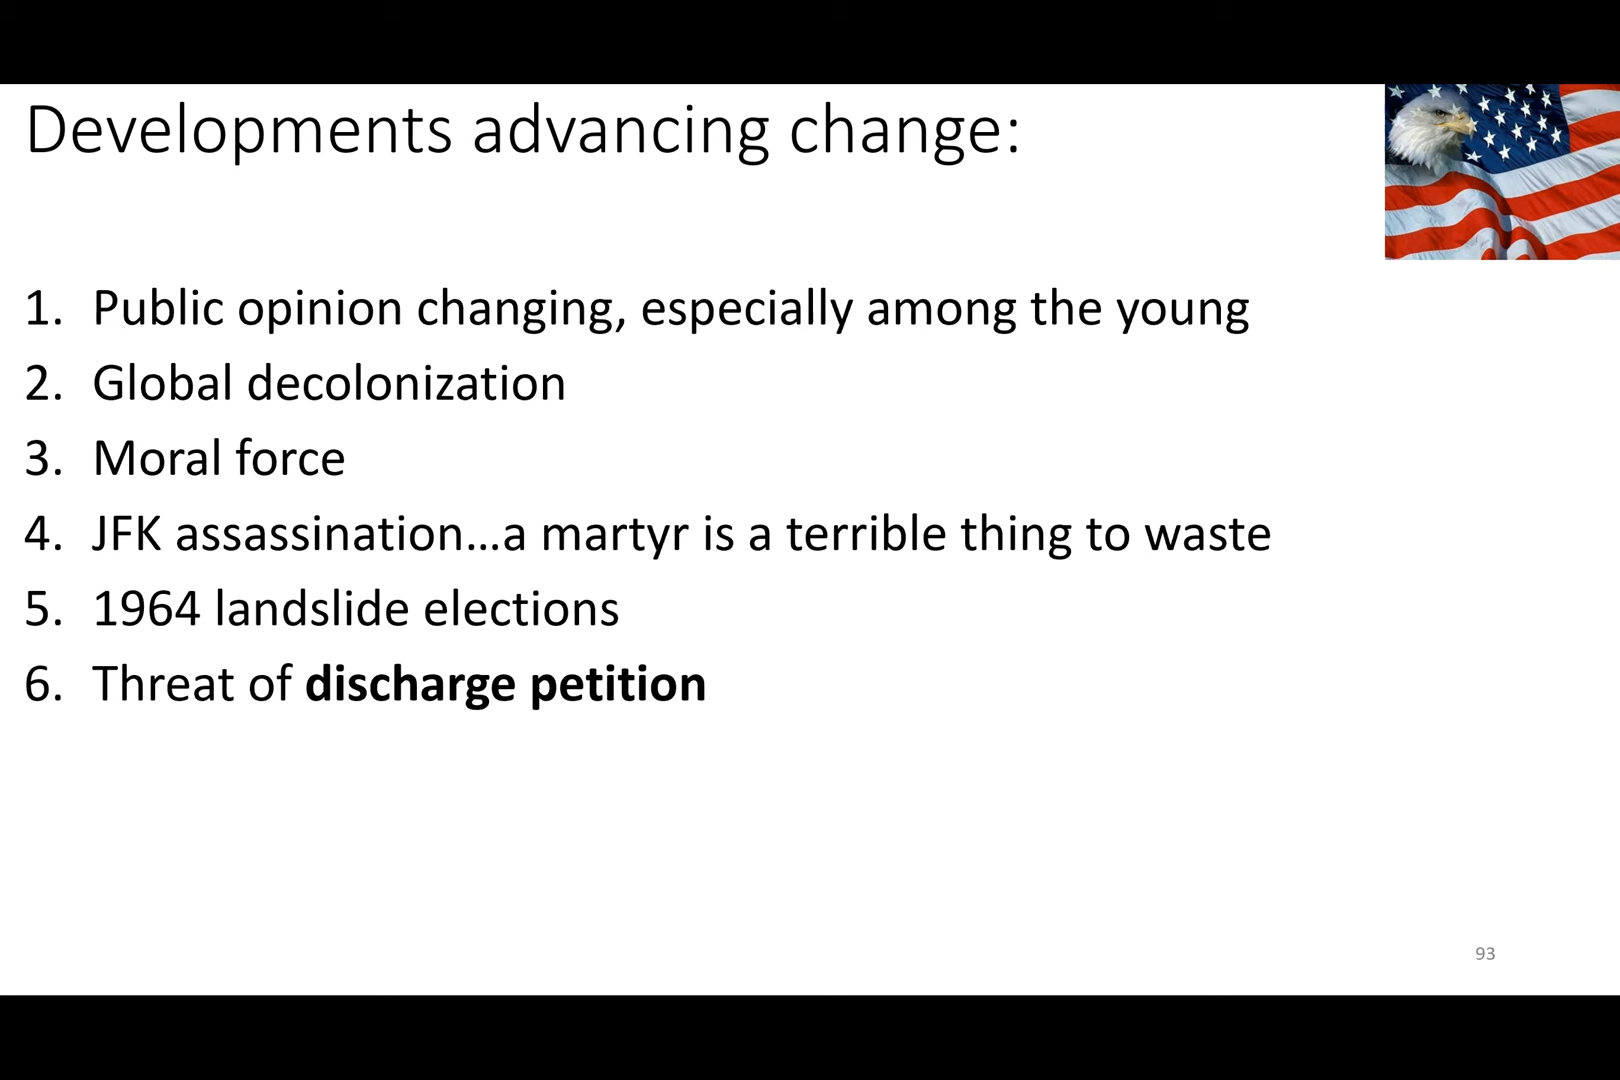 Developments advancing change:
1. Public opinion changing, especially among the young
2. Global decolonization
3. Moral force
4. JFK assassination...a martyr is a terrible thing to waste
5. 1964 landslide elections
6. Threat of discharge petition
93